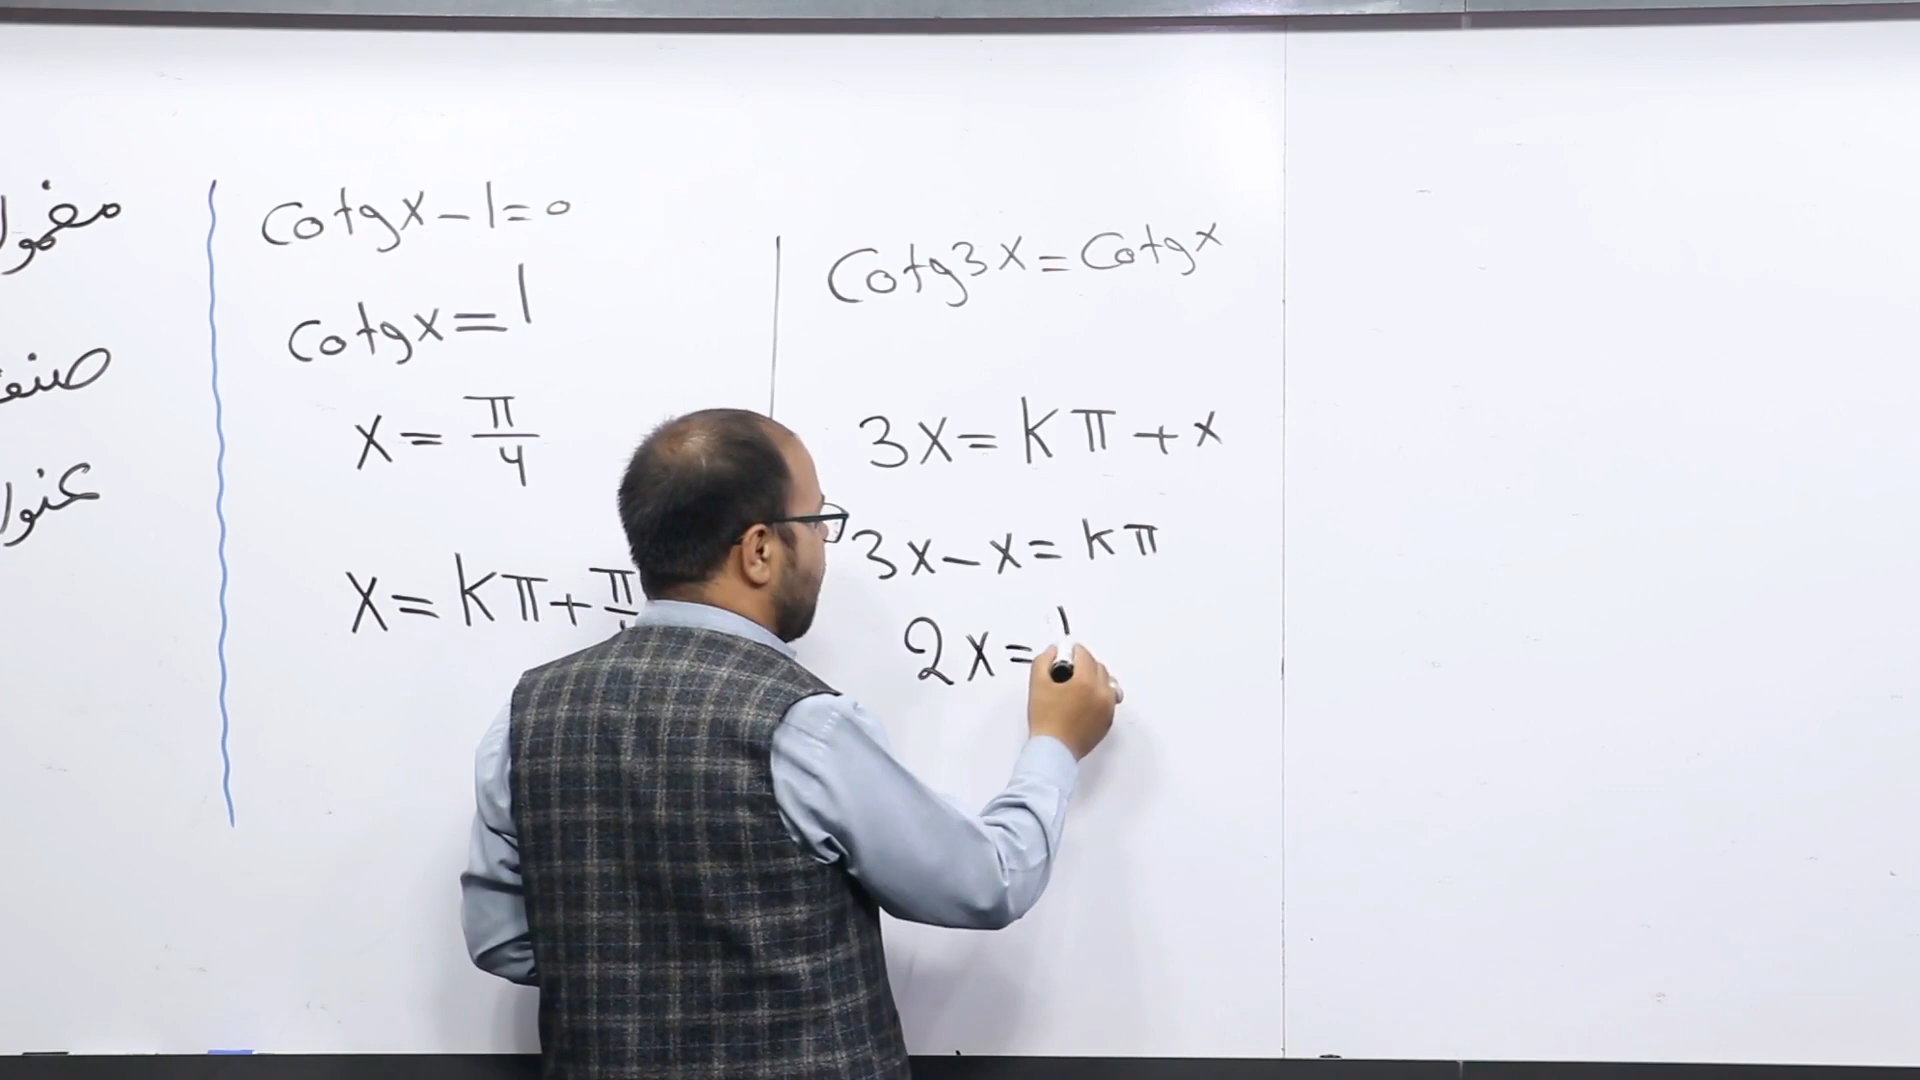 cotgx-1=0
cotgx=1
x=π/4
x=kπ+π
cotg3x=cotgx
3x=kπ+x
3x-x=kπ
2x=